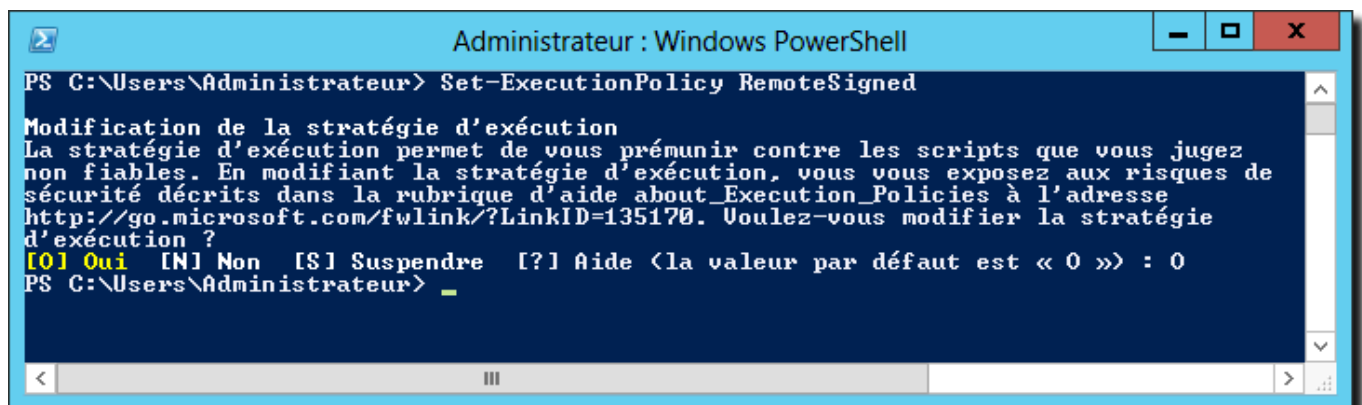 Administrateur : Windows PowerShell
PS C:\Users\Administrateur> Set-ExecutionPolicy RemoteSigned
Modification de la stratégie d'exécution
La stratégie d'exécution permet de vous prémunir contre les scripts que vous jugez
non fiables. En modifiant la stratégie d'exécution, vous vous exposez aux risques de
sécurité décrits dans la rubrique d'aide about_Execution_Policies à l'adresse
http://go.microsoft.com/fwlink/?LinkID=135170. Voulez-vous modifier la stratégie
d'exécution ?
[O] Oui  [N] Non  [S] Suspendre  [?] Aide (la valeur par défaut est « O ») : O
PS C:\Users\Administrateur> _